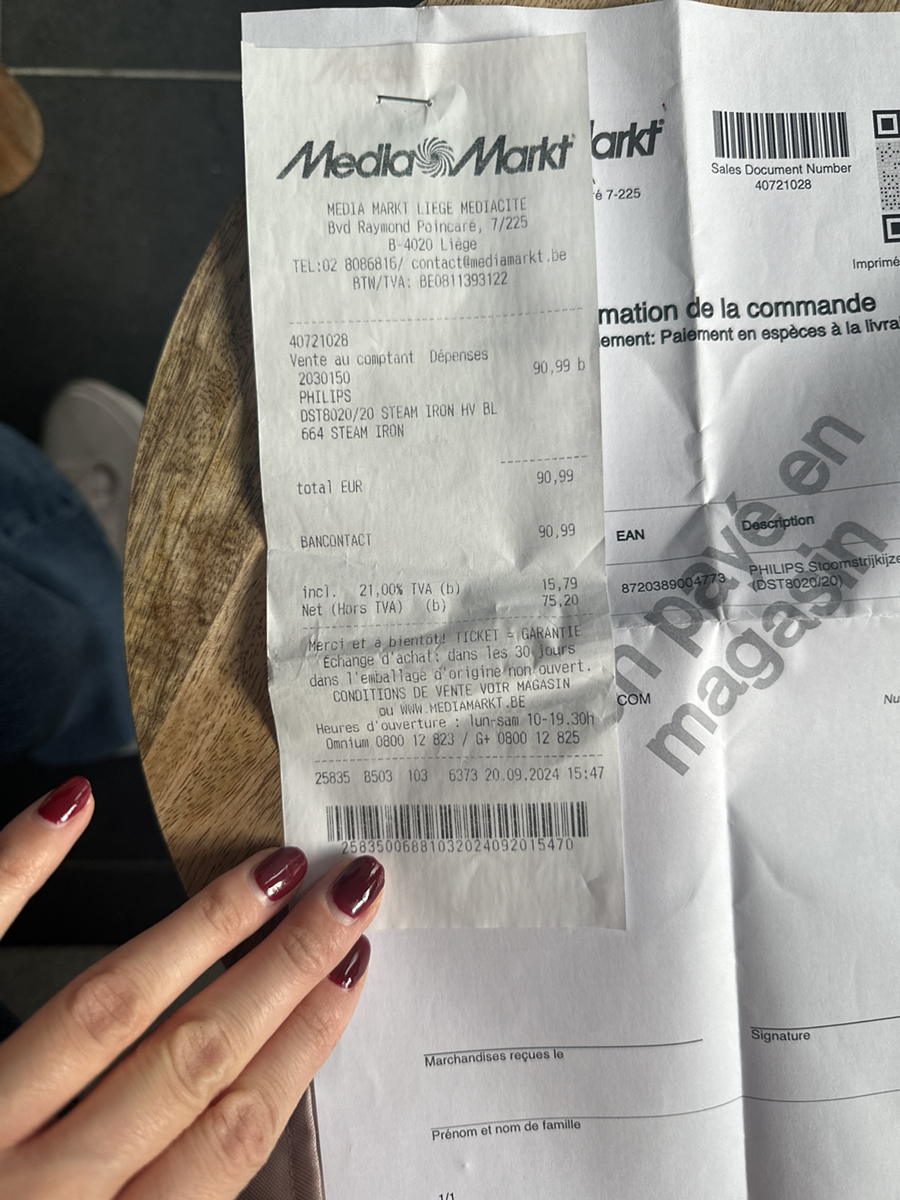 Media Markt
MEDIA MARKT LIEGE MEDIACITE
Bvd Raymond Poincaré, 7/225
B-4020 Liège
TEL:02 8086816/ contact@mediamarkt.be
BTW/TVA: BE0811393122
40721028
Vente au comptant Dépenses
2030150 90,99 b
PHILIPS
DST8020/20 STEAM IRON HV BL
664 STEAM IRON
total EUR 90,99
BANCONTACT 90,99
incl. 21,00% TVA (b) 15,79
Net (Hors TVA) (b) 75,20
Merci et à bientôt! TICKET = GARANTIE
Échange d'achat: dans les 30 jours
dans l'emballage d'origine non ouvert.
CONDITIONS DE VENTE VOIR MAGASIN
ou WWW.MEDIAMARKT.BE
Heures d'ouverture : lun-sam 10-19.30h
Omnium 0800 12 823 / G+ 0800 12 825
25835 8503 103 6373 20.09.2024 15:47
25835006881032024092015470
arkt
é 7-225
Sales Document Number
40721028
Imprimé
mation de la commande
ement: Paiement en espèces à la livrai
EAN Description
8720389004773 PHILIPS Stoomstrijkijze
(DST8020/20)
n payé en
magasin
COM
Nu
Marchandises reçues le
Signature
Prénom et nom de famille
1/1